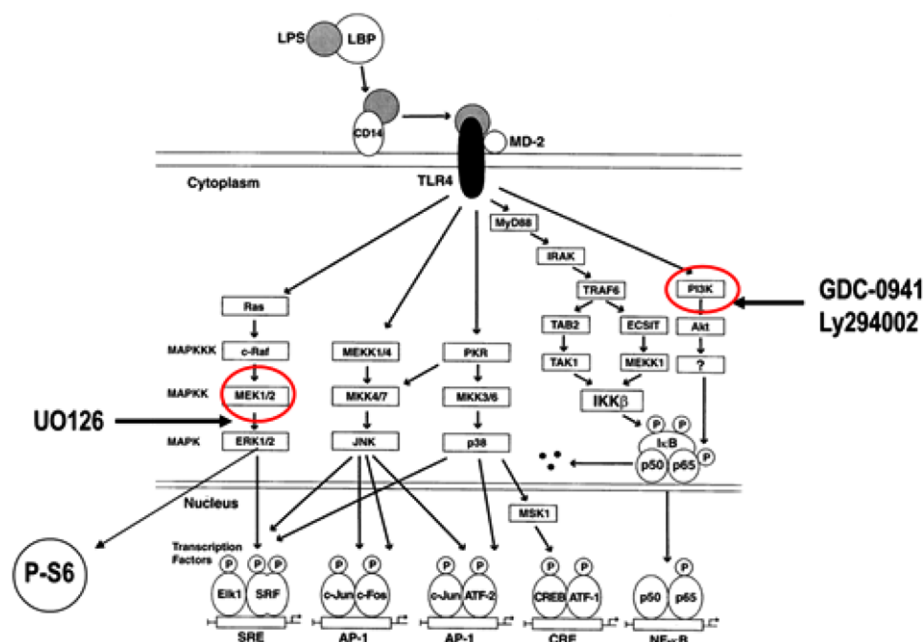 LPS
LBP
CD14
MD-2
TLR4
Cytoplasm
MyD88
IRAK
TRAF6
PI3K
GDC-0941
Ly294002
Ras
TAB2
ECSIT
Akt
MAPKKK
c-Raf
MEKK1/4
PKR
TAK1
MEKK1
?
MAPKK
MEK1/2
MKK4/7
MKK3/6
IKKβ
UO126
MAPK
ERK1/2
JNK
p38
P P
IκB
p50 p65 P
Nucleus
MSK1
Transcription
Factors
P P P P P P P P P P
P-S6
Elk1 SRF c-Jun c-Fos c-Jun ATF-2 CREB ATF-1 p50 p65
SRE AP-1 AP-1 CRE NF-κB